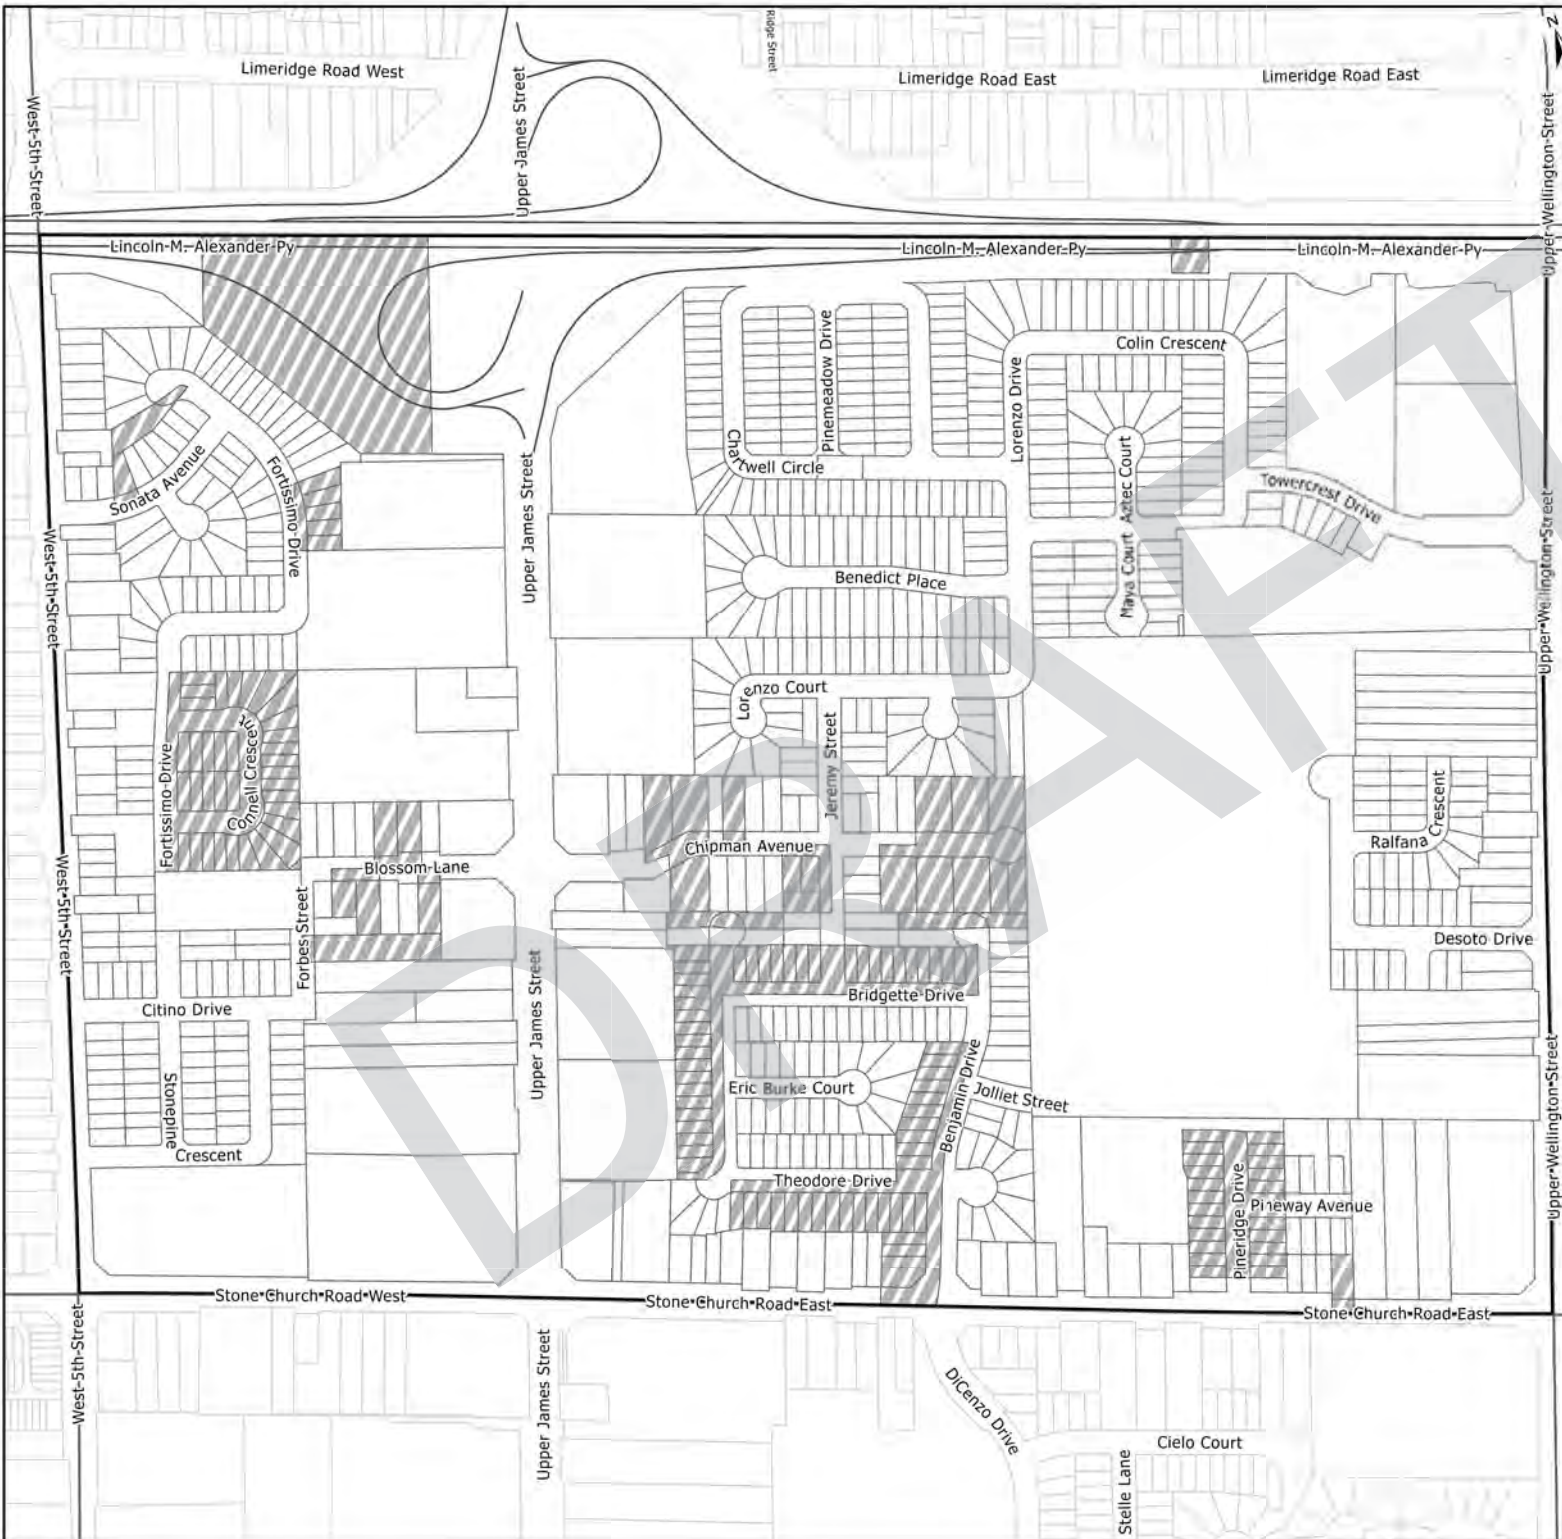 Ridge Street
Limeridge Road West
Limeridge Road East
Limeridge Road East
West 5th Street
Upper James Street
Upper Wellington Street
Lincoln M. Alexander Py
Lincoln M. Alexander Py
Lincoln M. Alexander Py
Colin Crescent
Pinemeadow Drive
Lorenzo Drive
Aztec Court
Chartwell Circle
Sonata Avenue
Fortissimo Drive
Upper James Street
Towercrest Drive
Upper Wellington Street
West 5th Street
Benedict Place
Maya Court
Lorenzo Court
Jeremy Street
Connell Crescent
Fortissimo Drive
Chipman Avenue
Blossom Lane
Ralfana Crescent
West 5th Street
Forbes Street
Desoto Drive
Bridgette Drive
Citino Drive
Upper James Street
Eric Burke Court
Benjamin Drive
Jolliet Street
Stonepine Crescent
Theodore Drive
Pineridge Drive
Pineway Avenue
Upper Wellington Street
Stone Church Road West
Stone Church Road East
Stone Church Road East
West 5th Street
Upper James Street
DiCenzo Drive
Cielo Court
Stelle Lane
DRAFT
N